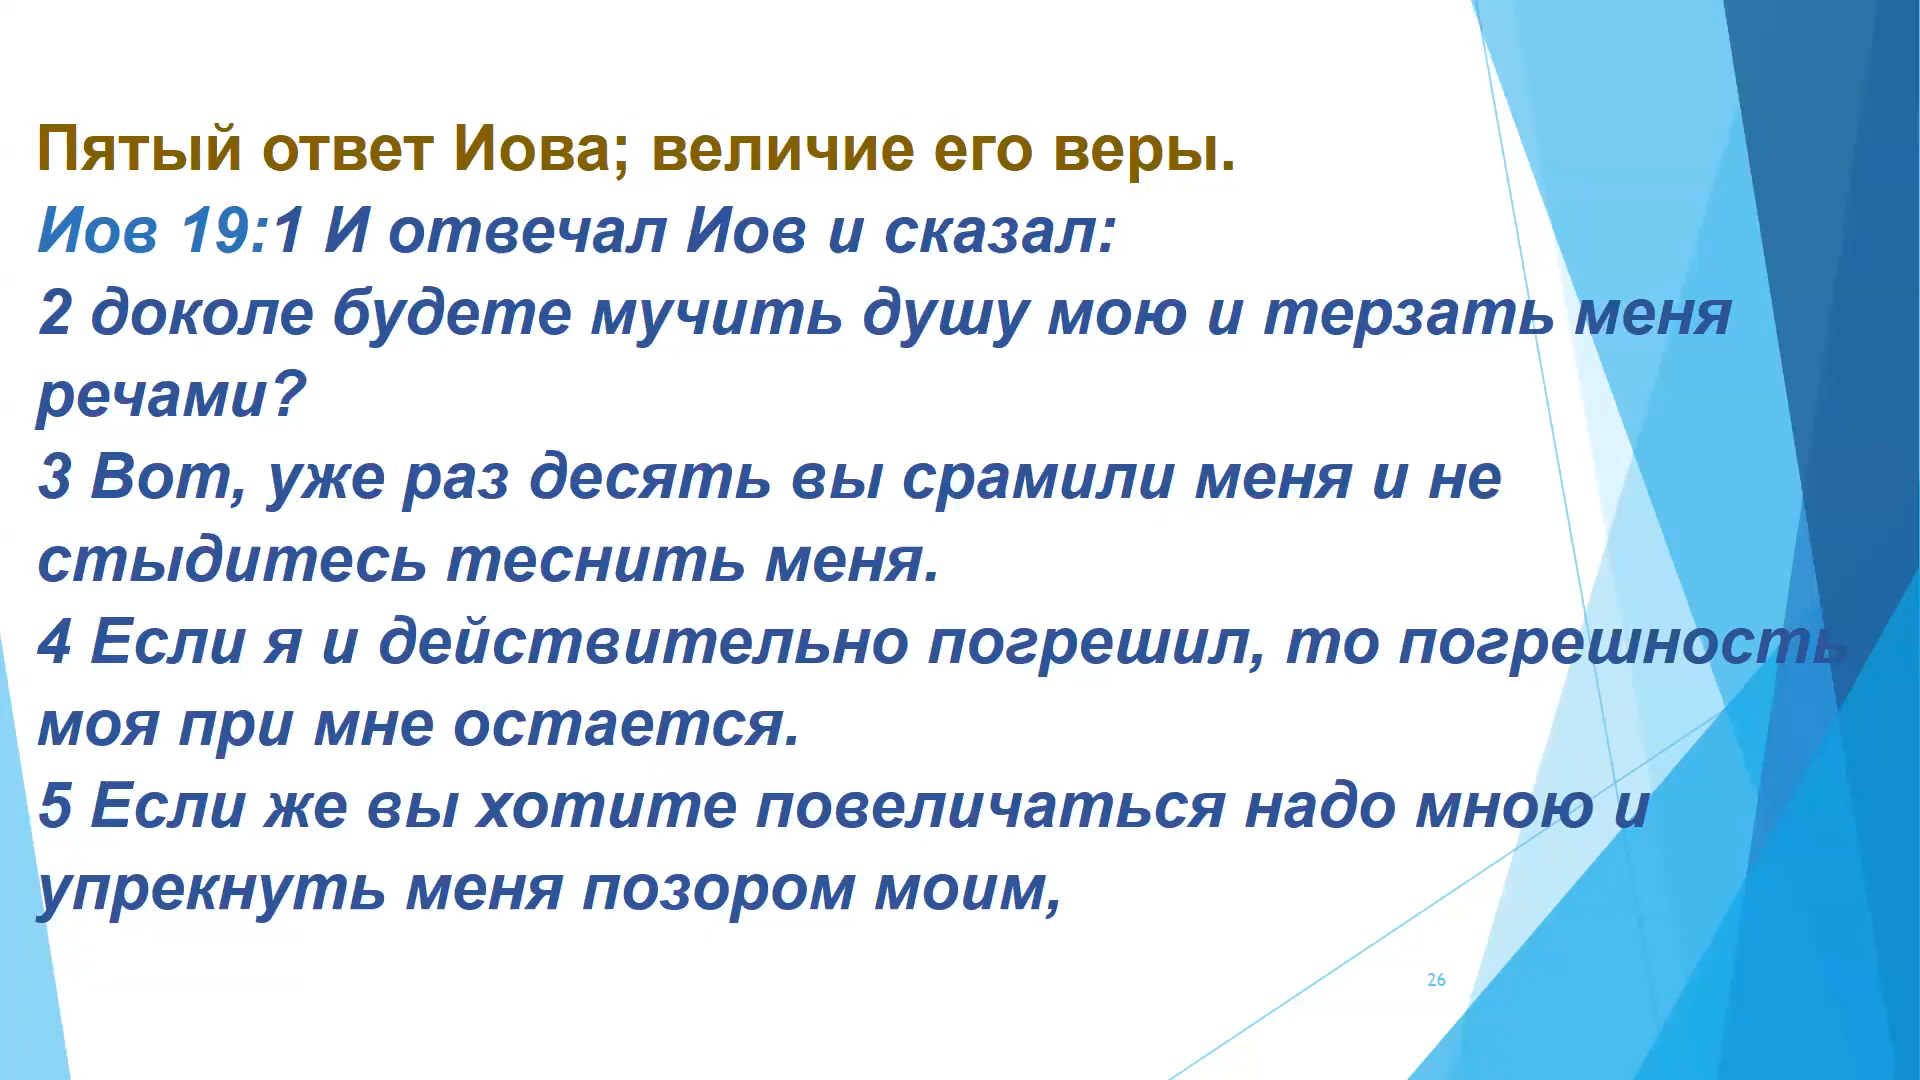 Пятый ответ Иова; величие его веры.
Иов 19:1 И отвечал Иов и сказал:
2 доколе будете мучить душу мою и терзать меня
речами?
3 Вот, уже раз десять вы срамили меня и не
стыдитесь теснить меня.
4 Если я и действительно погрешил, то погрешность
моя при мне остается.
5 Если же вы хотите повеличаться надо мною и
упрекнуть меня позором моим,
26